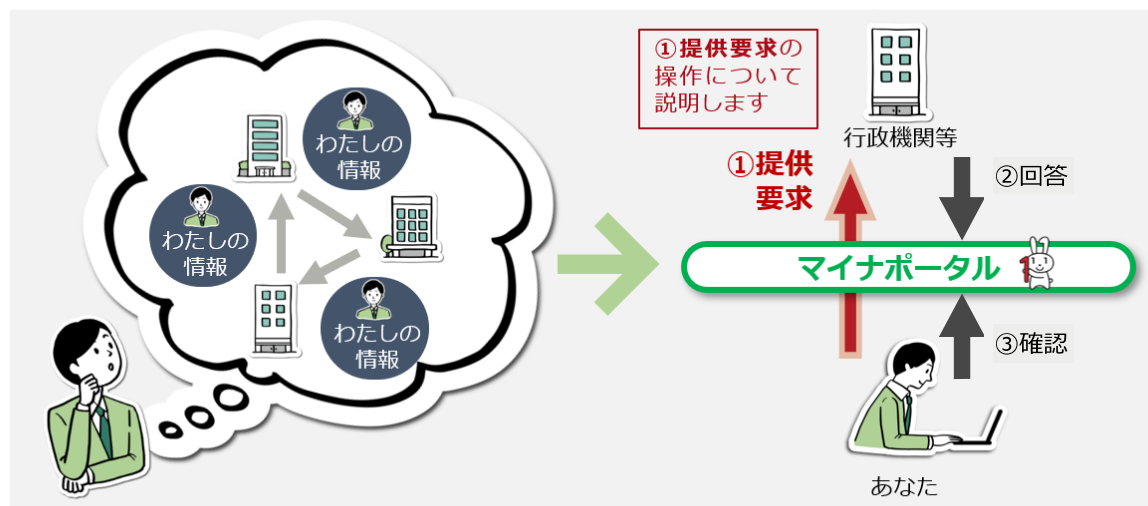 わたしの
情報
わたしの
情報
わたしの
情報
①提供要求の
操作について
説明します
行政機関等
①提供
要求
②回答
マイナポータル
1
③確認
あなた